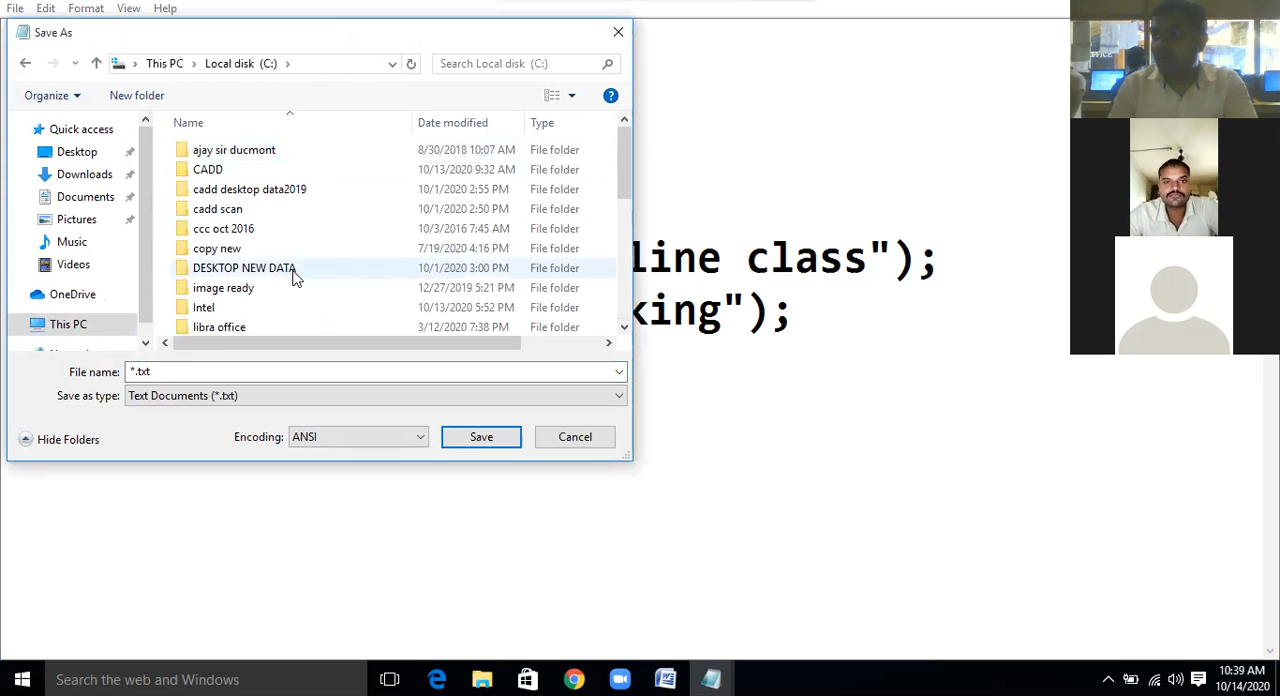 File Edit Format View Help
Save As
This PC Local disk (C:) Search Local disk (C:)
Organize New folder
Name Date modified Type
Quick access
Desktop
Downloads
Documents
Pictures
Music
Videos
OneDrive
This PC
ajay sir ducmont 8/30/2018 10:07 AM File folder
CADD 10/13/2020 9:32 AM File folder
cadd desktop data2019 10/1/2020 2:55 PM File folder
cadd scan 10/1/2020 2:50 PM File folder
ccc oct 2016 10/3/2016 7:45 AM File folder
copy new 7/19/2020 4:16 PM File folder
DESKTOP NEW DATA 10/1/2020 3:00 PM File folder
image ready 12/27/2019 5:21 PM File folder
Intel 10/13/2020 5:52 PM File folder
libra office 3/12/2020 7:38 PM File folder
File name: *.txt
Save as type: Text Documents (*.txt)
Hide Folders Encoding: ANSI Save Cancel
line class");
king");
Search the web and Windows
10:39 AM
10/14/2020